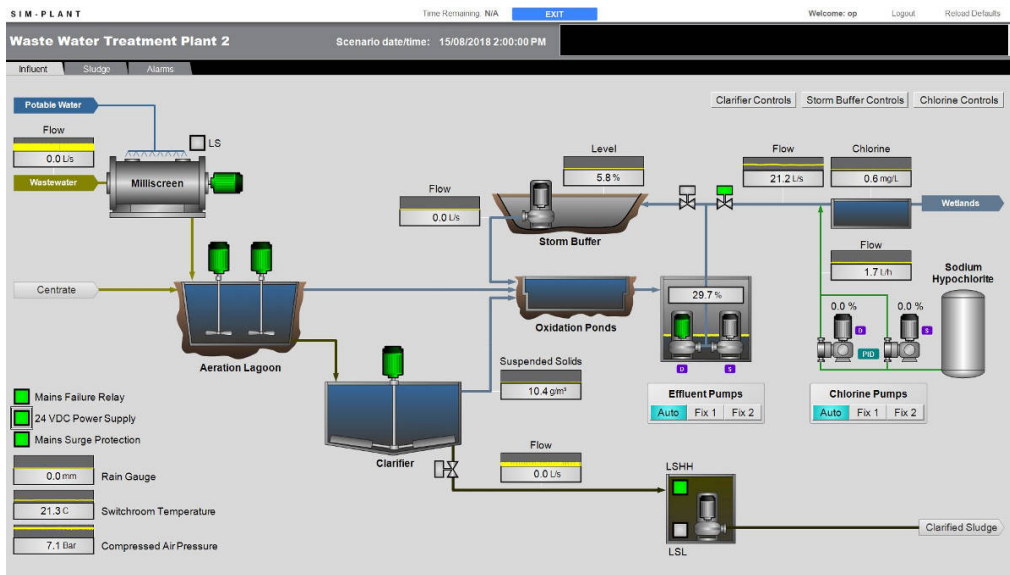 SIM-PLANT
Time Remaining: N/A
EXIT
Welcome: op
Logout
Reload Defaults
Waste Water Treatment Plant 2
Scenario date/time: 15/08/2018 2:00:00 PM
Influent
Sludge
Alarms
Clarifier Controls
Storm Buffer Controls
Chlorine Controls
Potable Water
Flow
0.0 L/s
LS
Wastewater
Milliscreen
Flow
0.0 L/s
Level
5.8 %
Storm Buffer
Flow
21.2 L/s
Chlorine
0.6 mg/L
Wetlands
Flow
1.7 L/h
Sodium
Hypochlorite
Centrate
Aeration Lagoon
Oxidation Ponds
29.7 %
D
S
0.0 %
0.0 %
D
S
PID
Effluent Pumps
Auto
Fix 1
Fix 2
Chlorine Pumps
Auto
Fix 1
Fix 2
Suspended Solids
10.4 g/m³
Clarifier
Mains Failure Relay
24 VDC Power Supply
Mains Surge Protection
0.0 mm
Rain Gauge
21.3 C
Switchroom Temperature
7.1 Bar
Compressed Air Pressure
Flow
0.0 L/s
LSHH
LSL
Clarified Sludge